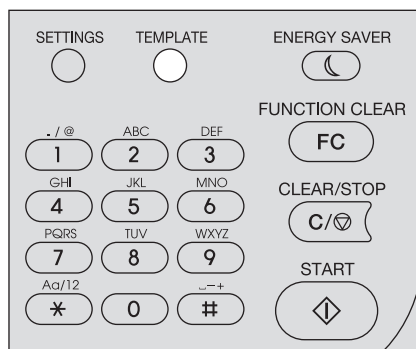 SETTINGS TEMPLATE ENERGY SAVER
FUNCTION CLEAR
. / @ ABC DEF
1 2 3 FC
GHI JKL MNO
4 5 6
CLEAR/STOP
C/
PQRS TUV WXYZ
7 8 9
START
Aa/12 ⎵−+
* 0 #